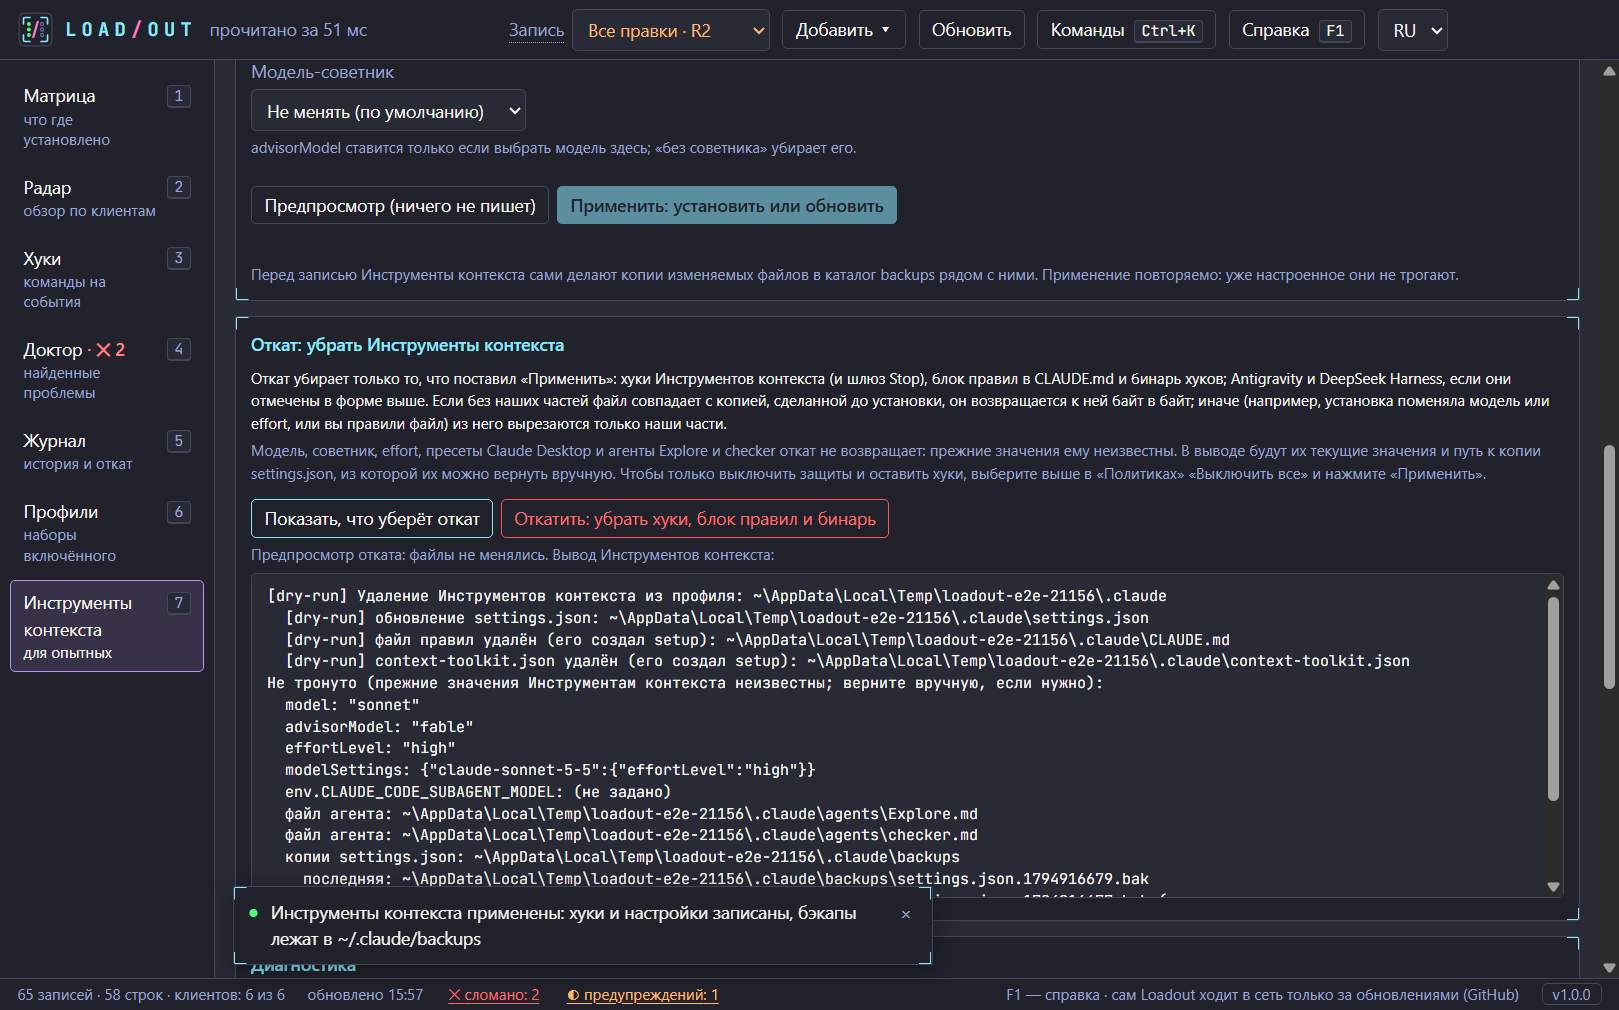 LOAD/OUT прочитано за 51 мс Запись Все правки · R2 Добавить ▾ Обновить Команды Ctrl+K Справка F1 RU
Матрица 1
что где
установлено
Радар 2
обзор по клиентам
Хуки 3
команды на
события
Доктор · ✕ 2 4
найденные
проблемы
Журнал 5
история и откат
Профили 6
наборы
включённого
Инструменты 7
контекста
для опытных
Модель-советник
Не менять (по умолчанию)
advisorModel ставится только если выбрать модель здесь; «без советника» убирает его.
Предпросмотр (ничего не пишет) Применить: установить или обновить
Перед записью Инструменты контекста сами делают копии изменяемых файлов в каталог backups рядом с ними. Применение повторяемо: уже настроенное они не трогают.
Откат: убрать Инструменты контекста
Откат убирает только то, что поставил «Применить»: хуки Инструментов контекста (и шлюз Stop), блок правил в CLAUDE.md и бинарь хуков; Antigravity и DeepSeek Harness, если они
отмечены в форме выше. Если без наших частей файл совпадает с копией, сделанной до установки, он возвращается к ней байт в байт; иначе (например, установка поменяла модель или
effort, или вы правили файл) из него вырезаются только наши части.
Модель, советник, effort, пресеты Claude Desktop и агенты Explore и checker откат не возвращает: прежние значения ему неизвестны. В выводе будут их текущие значения и путь к копии
settings.json, из которой их можно вернуть вручную. Чтобы только выключить защиты и оставить хуки, выберите выше в «Политиках» «Выключить все» и нажмите «Применить».
Показать, что уберёт откат Откатить: убрать хуки, блок правил и бинарь
Предпросмотр отката: файлы не менялись. Вывод Инструментов контекста:
[dry-run] Удаление Инструментов контекста из профиля: ~\AppData\Local\Temp\loadout-e2e-21156\.claude
[dry-run] обновление settings.json: ~\AppData\Local\Temp\loadout-e2e-21156\.claude\settings.json
[dry-run] файл правил удалён (его создал setup): ~\AppData\Local\Temp\loadout-e2e-21156\.claude\CLAUDE.md
[dry-run] context-toolkit.json удалён (его создал setup): ~\AppData\Local\Temp\loadout-e2e-21156\.claude\context-toolkit.json
Не тронуто (прежние значения Инструментам контекста неизвестны; верните вручную, если нужно):
model: "sonnet"
advisorModel: "fable"
effortLevel: "high"
modelSettings: {"claude-sonnet-5-5":{"effortLevel":"high"}}
env.CLAUDE_CODE_SUBAGENT_MODEL: (не задано)
файл агента: ~\AppData\Local\Temp\loadout-e2e-21156\.claude\agents\Explore.md
файл агента: ~\AppData\Local\Temp\loadout-e2e-21156\.claude\agents\checker.md
копии settings.json: ~\AppData\Local\Temp\loadout-e2e-21156\.claude\backups
последняя: ~\AppData\Local\Temp\loadout-e2e-21156\.claude\backups\settings.json.1794916679.bak
Инструменты контекста применены: хуки и настройки записаны, бэкапы
лежат в ~/.claude/backups
×
Диагностика
65 записей · 58 строк · клиентов: 6 из 6 обновлено 15:57 ✕ сломано: 2 ◐ предупреждений: 1 F1 — справка · сам Loadout ходит в сеть только за обновлениями (GitHub) v1.0.0